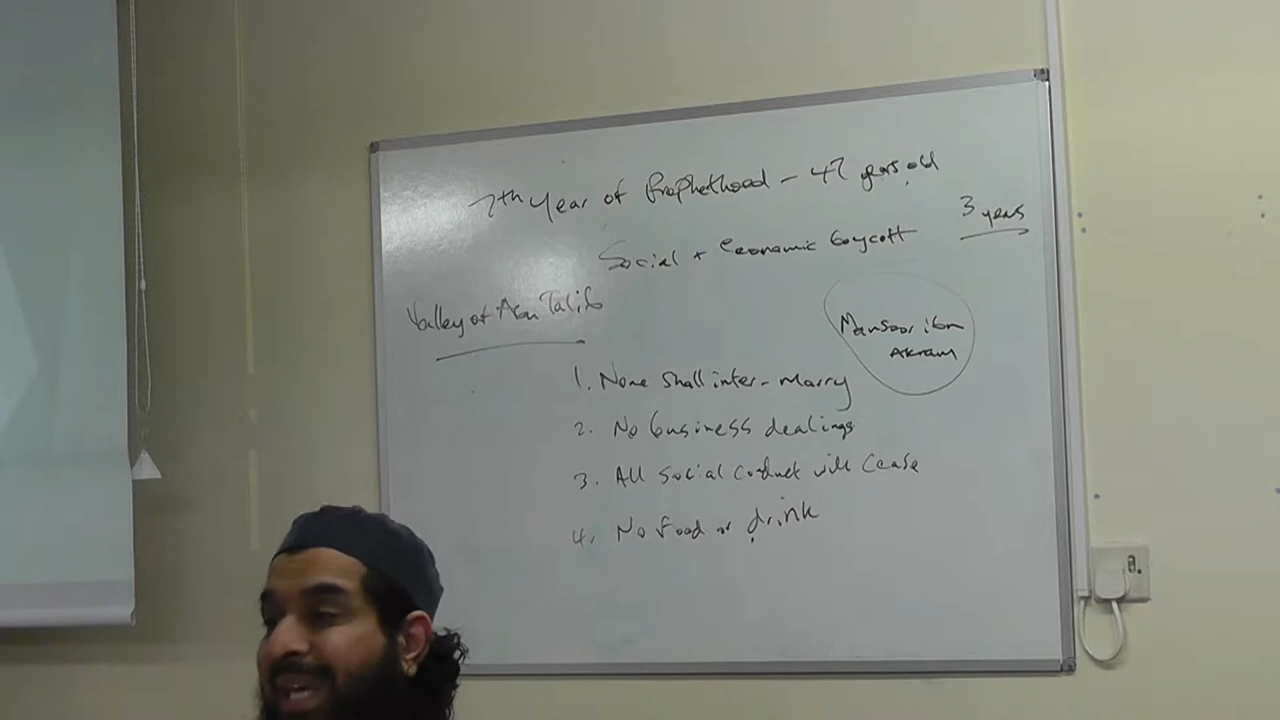 7th Year of Prophethood - 47 years old
3 years
Social + economic boycott
Valley of Abu Talib
Mansoor ibn
Akram
1. None shall inter-marry
2. No business dealings
3. All social conduct will cease
4. No food or drink